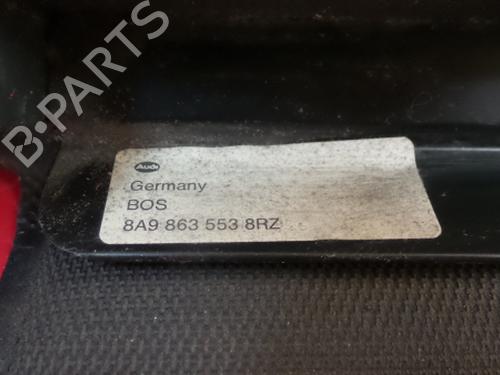 B-PARTS
Audi
Germany
BOS
8A9 863 553 8RZ